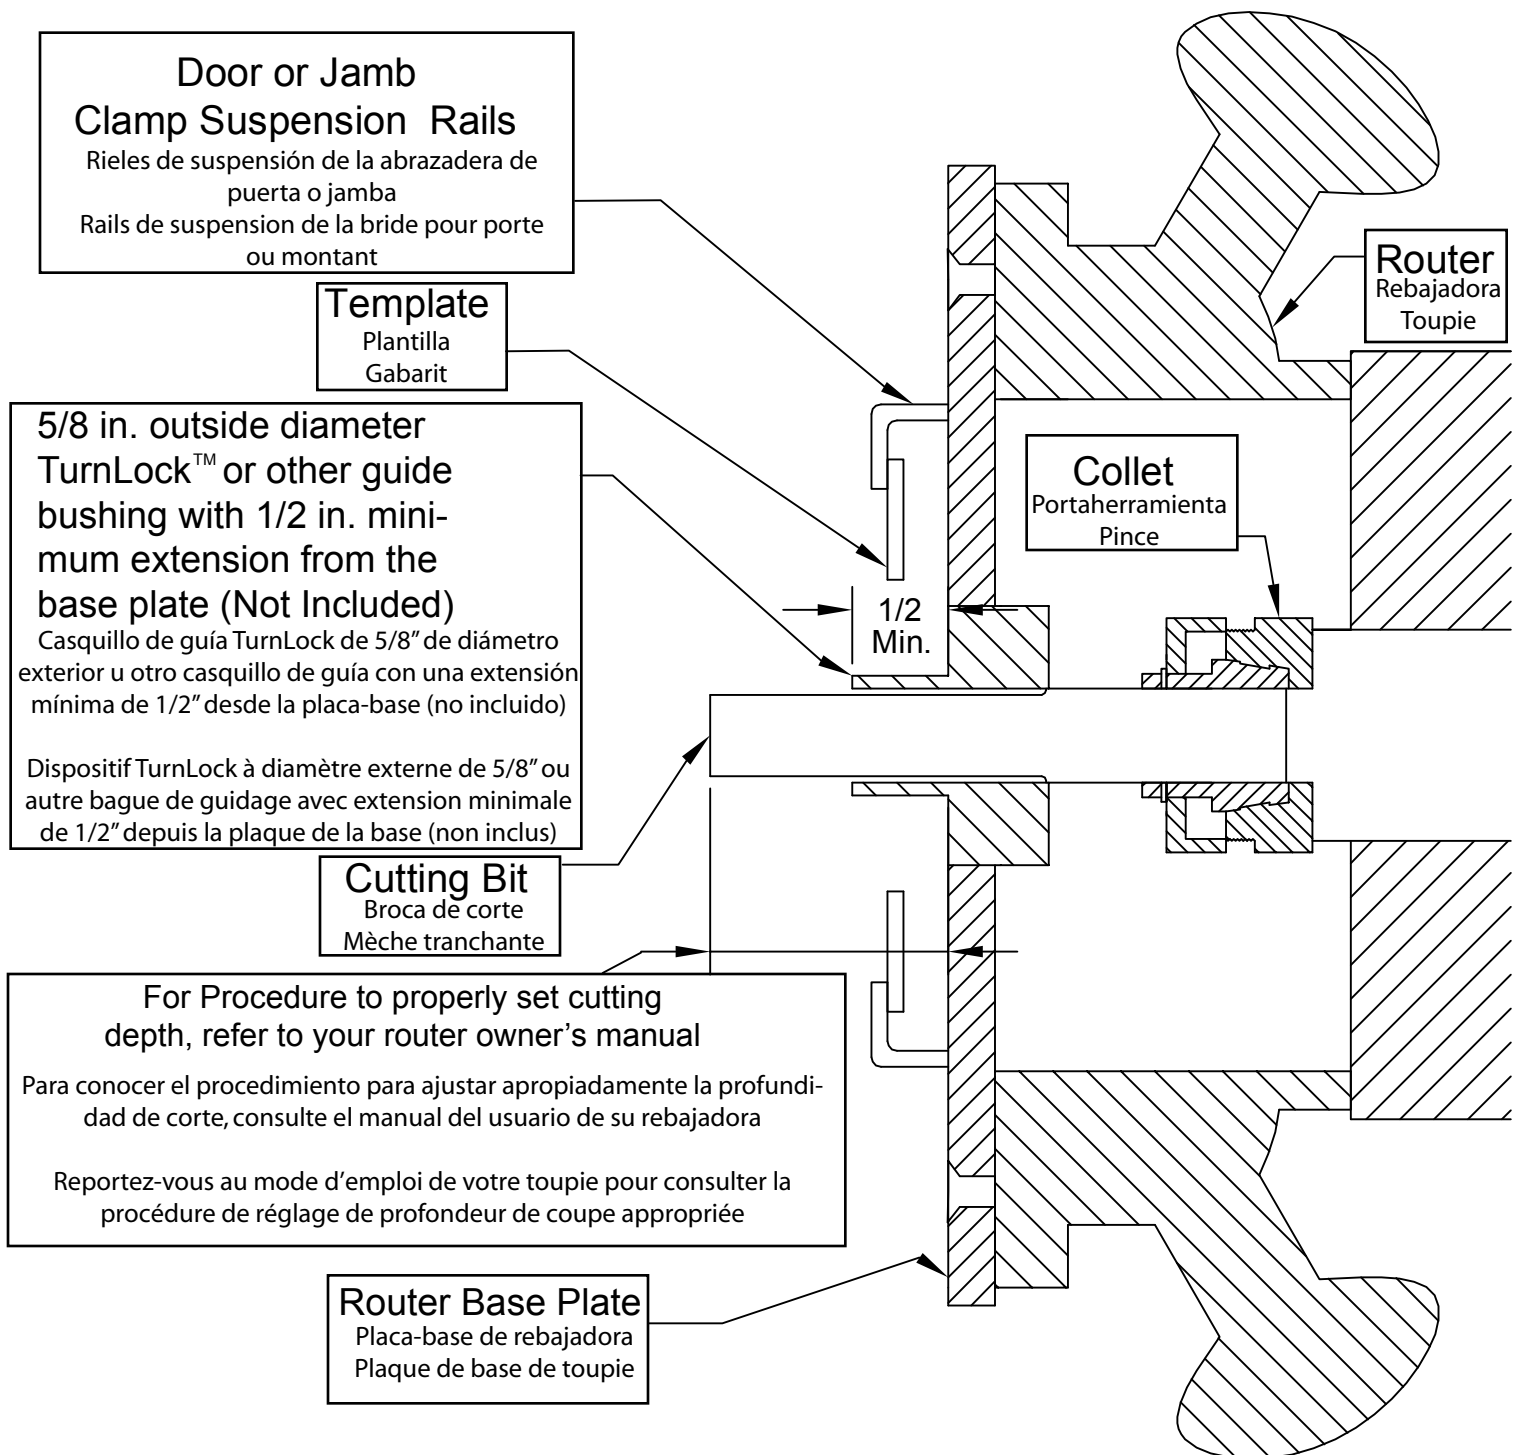 Door or Jamb
Clamp Suspension Rails
Rieles de suspensión de la abrazadera de
puerta o jamba
Rails de suspension de la bride pour porte
ou montant
Router
Rebajadora
Toupie
Template
Plantilla
Gabarit
5/8 in. outside diameter
TurnLock™ or other guide
bushing with 1/2 in. mini-
mum extension from the
base plate (Not Included)
Casquillo de guía TurnLock de 5/8” de diámetro
exterior u otro casquillo de guía con una extensión
mínima de 1/2” desde la placa-base (no incluido)
Dispositif TurnLock à diamètre externe de 5/8” ou
autre bague de guidage avec extension minimale
de 1/2” depuis la plaque de la base (non inclus)
Collet
Portaherramienta
Pince
1/2
Min.
Cutting Bit
Broca de corte
Mèche tranchante
For Procedure to properly set cutting
depth, refer to your router owner’s manual
Para conocer el procedimiento para ajustar apropiadamente la profundi-
dad de corte, consulte el manual del usuario de su rebajadora
Reportez-vous au mode d’emploi de votre toupie pour consulter la
procédure de réglage de profondeur de coupe appropriée
Router Base Plate
Placa-base de rebajadora
Plaque de base de toupie